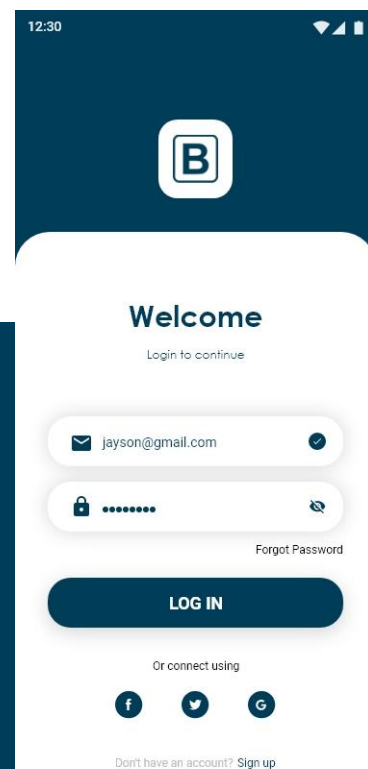 12:30
B
Welcome
Login to continue
jayson@gmail.com
Forgot Password
LOG IN
Or connect using
f G
Don't have an account? Sign up